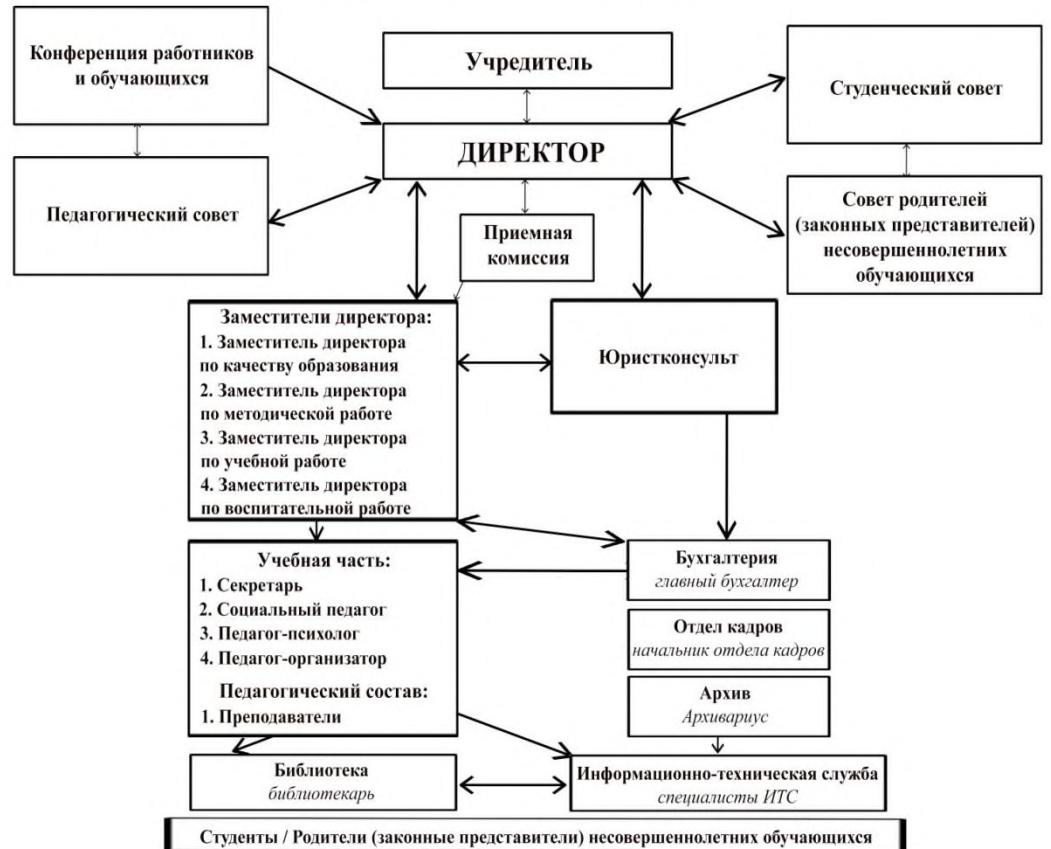 Конференция работников
и обучающихся
Учредитель
Студенческий совет
ДИРЕКТОР
Педагогический совет
Приемная
комиссия
Совет родителей
(законных представителей)
несовершеннолетних
обучающихся
Заместители директора:
1. Заместитель директора
по качеству образования
2. Заместитель директора
по методической работе
3. Заместитель директора
по учебной работе
4. Заместитель директора
по воспитательной работе
Юристконсульт
Учебная часть:
1. Секретарь
2. Социальный педагог
3. Педагог-психолог
4. Педагог-организатор
Педагогический состав:
1. Преподаватели
Бухгалтерия
главный бухгалтер
Отдел кадров
начальник отдела кадров
Архив
Архивариус
Библиотека
библиотекарь
Информационно-техническая служба
специалисты ИТС
Студенты / Родители (законные представители) несовершеннолетних обучающихся